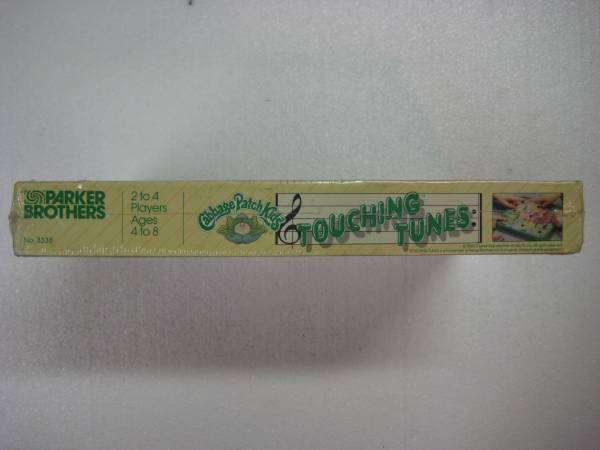 PARKER
BROTHERS
No. 3338
2 to 4
Players
Ages
4 to 8
Cabbage Patch Kids
TOUCHING
TUNES